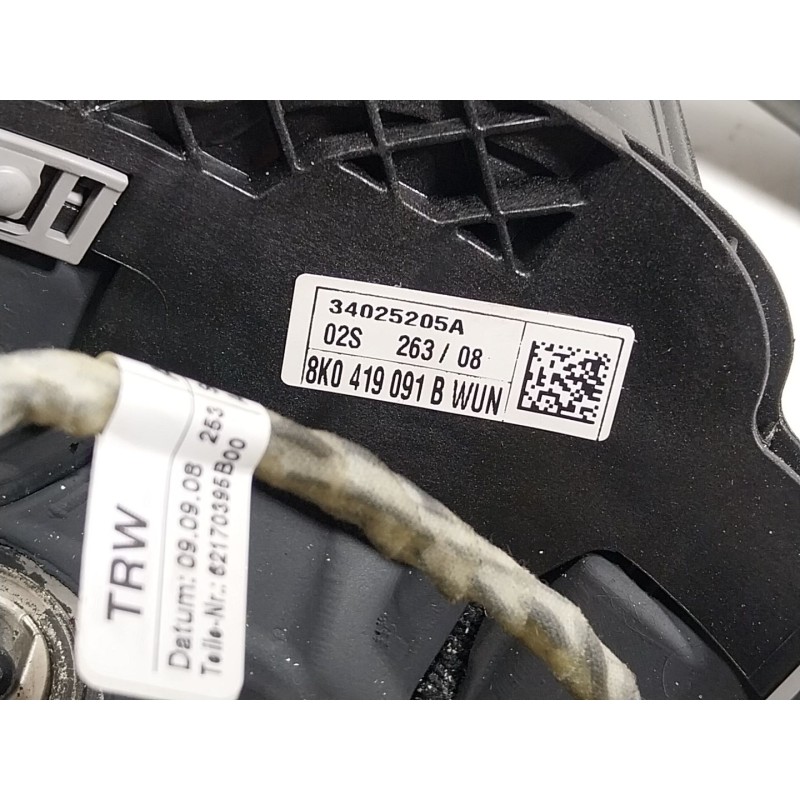 34025205A
02S 263/08
8K0 419 091 B WUN
TRW
Datum: 09.09.08 253
Teile-Nr.: 62170395B00